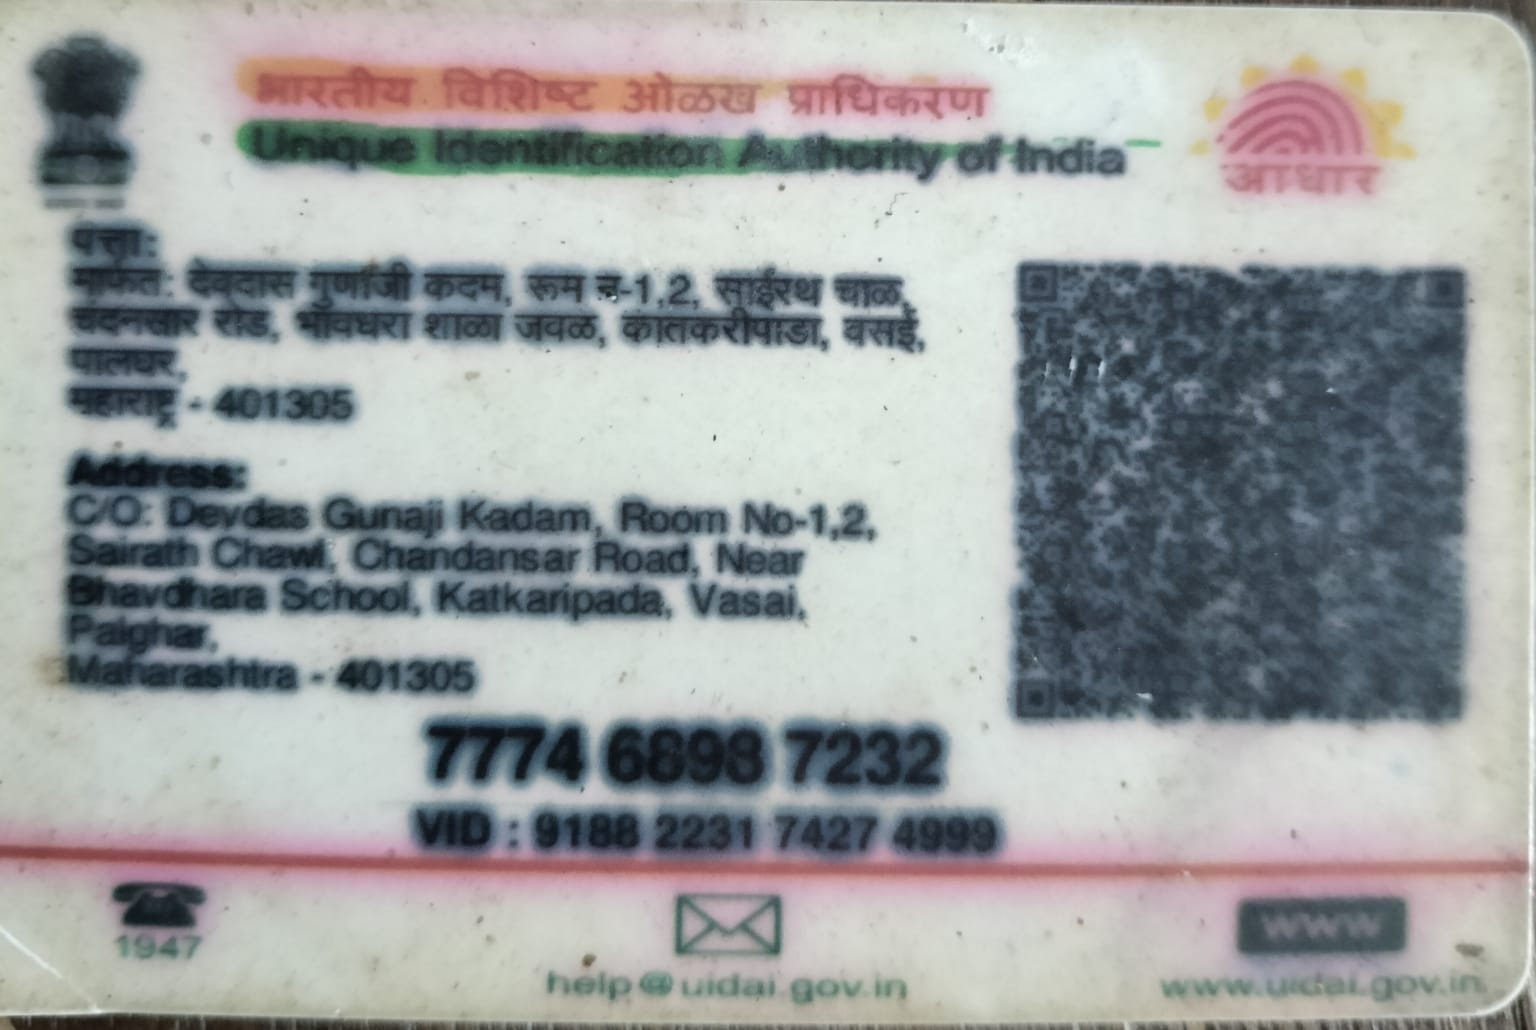 भारतीय विशिष्ट ओळख प्राधिकरण
Unique Identification Authority of India
आधार
पत्ता:
मार्फत: देवदास गुणाजी कदम, रूम न-1,2, साईरथ चाळ,
चंदनसार रोड, भावधरा शाळा जवळ, कातकरीपाडा, वसई,
पालघर,
महाराष्ट्र - 401305
Address:
C/O: Devdas Gunaji Kadam, Room No-1,2,
Sairath Chawl, Chandansar Road, Near
Bhavdhara School, Katkaripada, Vasai,
Palghar,
Maharashtra - 401305
7774 6898 7232
VID : 9188 2231 7427 4999
1947
help@uidai.gov.in
www
www.uidai.gov.in